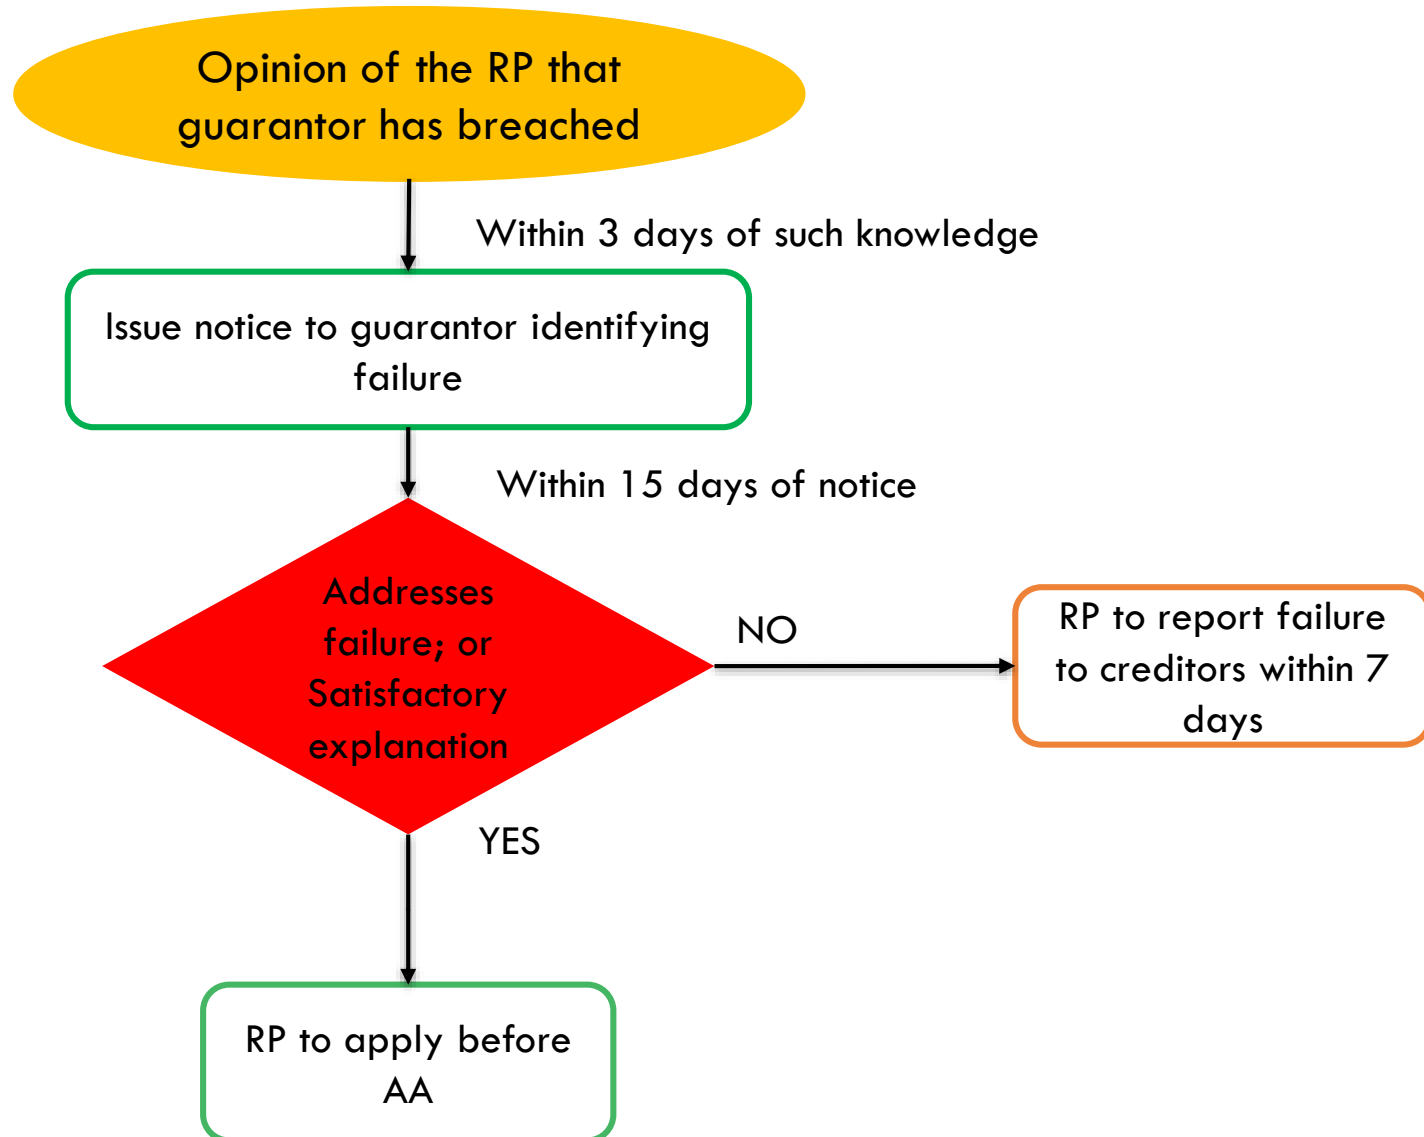 Opinion of the RP that
guarantor has breached
Within 3 days of such knowledge
Issue notice to guarantor identifying
failure
Within 15 days of notice
Addresses
failure; or
Satisfactory
explanation
NO
RP to report failure
to creditors within 7
days
YES
RP to apply before
AA